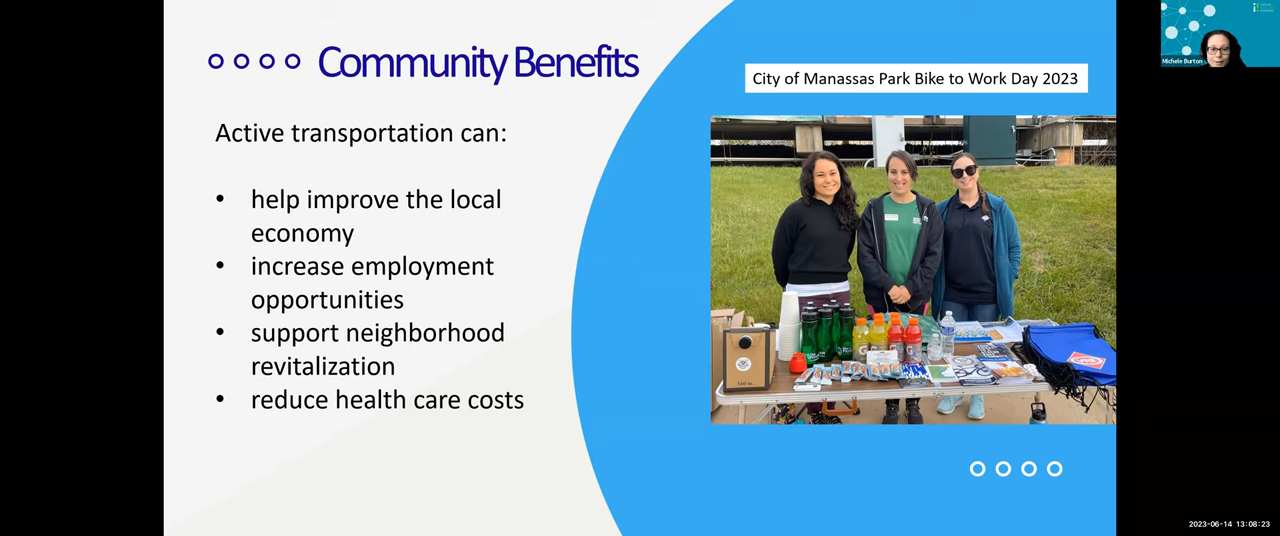 Community Benefits
City of Manassas Park Bike to Work Day 2023
Active transportation can:
• help improve the local
economy
• increase employment
opportunities
• support neighborhood
revitalization
• reduce health care costs
Michele Burton
2023-06-14 13:08:23